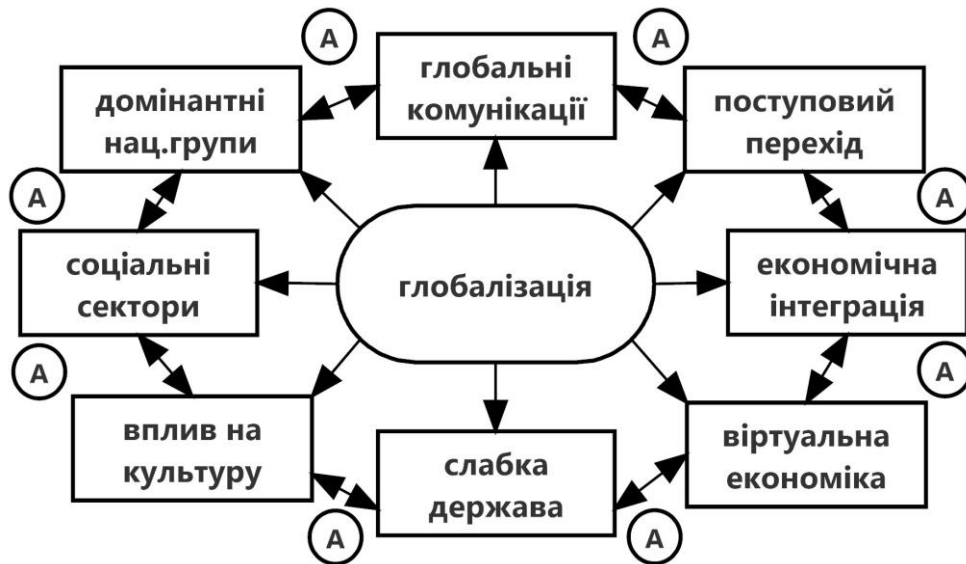 А
А
глобальні
комунікації
домінантні
нац.групи
поступовий
перехід
А
А
соціальні
сектори
глобалізація
економічна
інтеграція
А
А
вплив на
культуру
слабка
держава
віртуальна
економіка
А
А